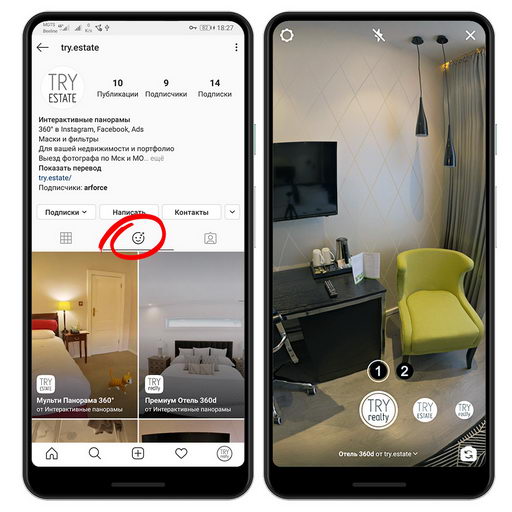 MOTS
Beeline
18:27
try.estate
TRY
ESTATE
10
Публикации
9
Подписчики
14
Подписки
Интерактивные панорамы
360° в Instagram, Facebook, Ads
Маски и фильтры
Для вашей недвижимости и портфолио
Выезд фотографа по Мск и МО... ещё
Показать перевод
try.estate/
Подписчики: arforce
Подписки
Написать
Контакты
TRY
ESTATE
Мульти Панорама 360°
от Интерактивные панорамы
TRY
realty
Премиум Отель 360d
от Интерактивные панорамы
TRY
realty
1
2
TRY
realty
TRY
ESTATE
TRY
realty
Отель 360d от try.estate